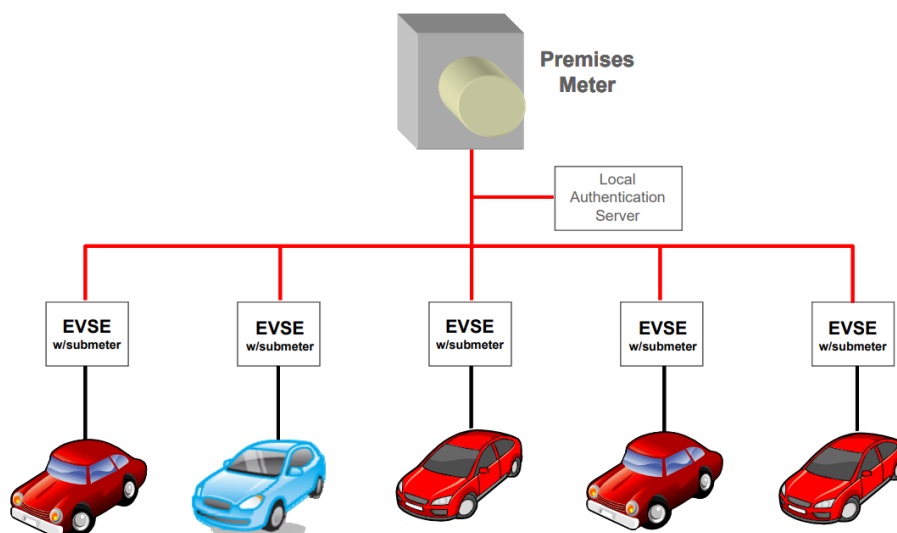 Premises
Meter
Local
Authentication
Server
EVSE
w/submeter
EVSE
w/submeter
EVSE
w/submeter
EVSE
w/submeter
EVSE
w/submeter